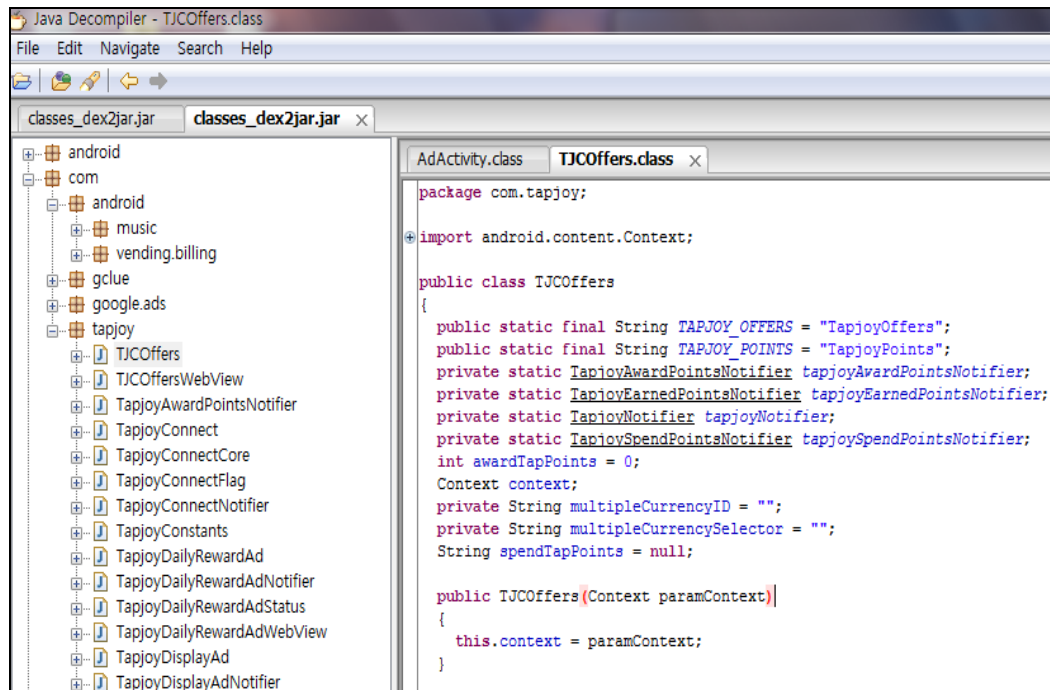 Java Decompiler - TJCOffers.class
File Edit Navigate Search Help
classes_dex2jar.jar classes_dex2jar.jar
android
com
android
music
vending.billing
gclue
google.ads
tapjoy
TJCOffers
TJCOffersWebView
TapjoyAwardPointsNotifier
TapjoyConnect
TapjoyConnectCore
TapjoyConnectFlag
TapjoyConnectNotifier
TapjoyConstants
TapjoyDailyRewardAd
TapjoyDailyRewardAdNotifier
TapjoyDailyRewardAdStatus
TapjoyDailyRewardAdWebView
TapjoyDisplayAd
TapjoyDisplayAdNotifier
AdActivity.class TJCOffers.class
package com.tapjoy;
import android.content.Context;
public class TJCOffers
{
public static final String TAPJOY_OFFERS = "TapjoyOffers";
public static final String TAPJOY_POINTS = "TapjoyPoints";
private static TapjoyAwardPointsNotifier tapjoyAwardPointsNotifier;
private static TapjoyEarnedPointsNotifier tapjoyEarnedPointsNotifier;
private static TapjoyNotifier tapjoyNotifier;
private static TapjoySpendPointsNotifier tapjoySpendPointsNotifier;
int awardTapPoints = 0;
Context context;
private String multipleCurrencyID = "";
private String multipleCurrencySelector = "";
String spendTapPoints = null;
public TJCOffers(Context paramContext)
{
this.context = paramContext;
}